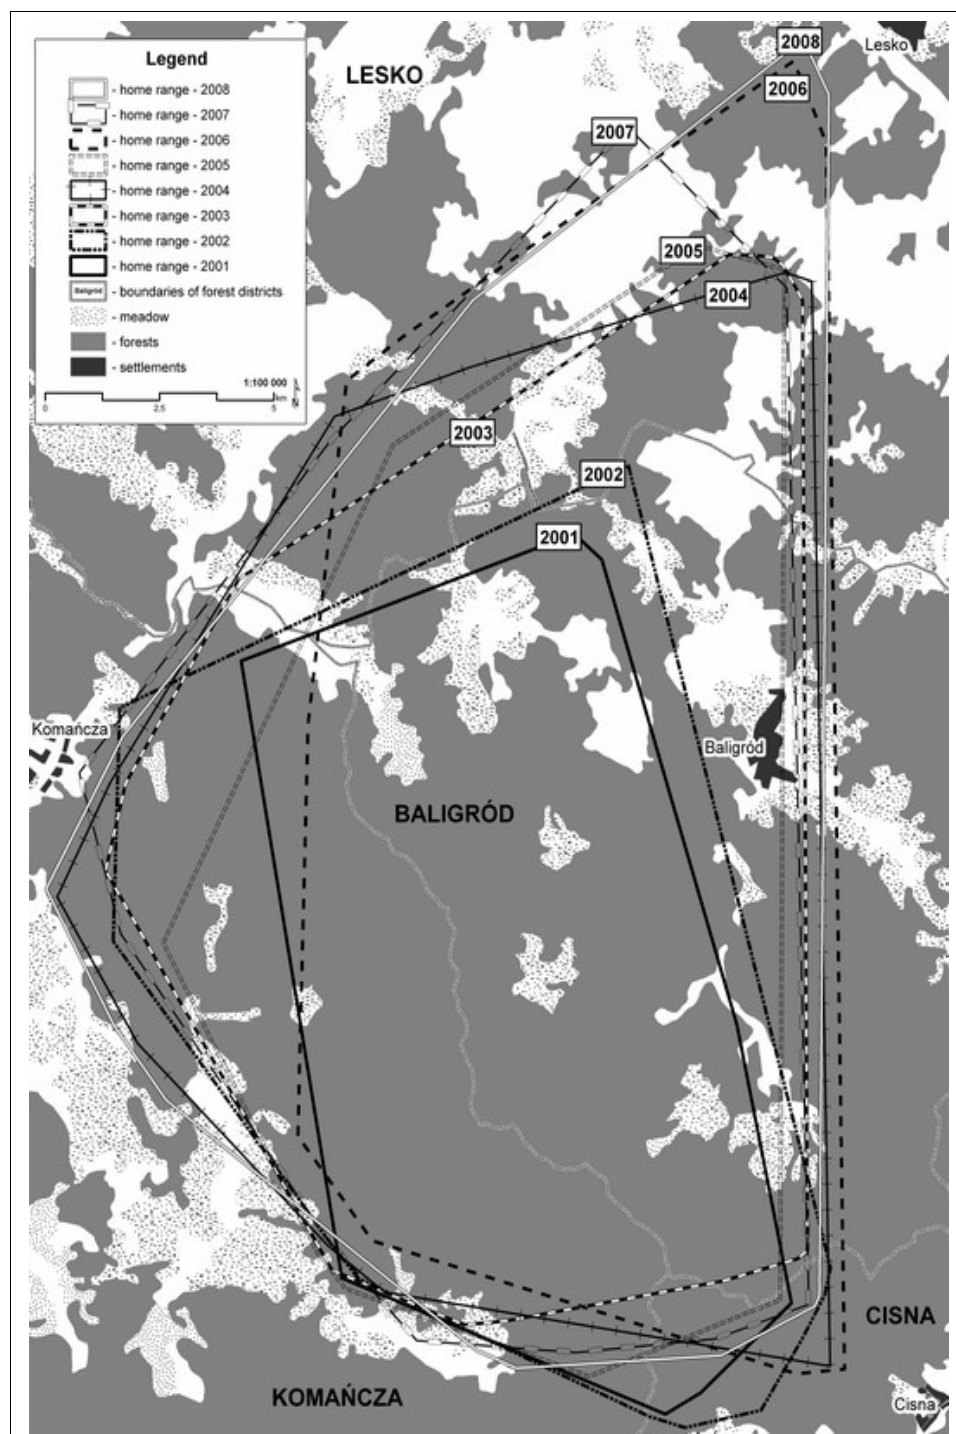 Legend
- home range - 2008
- home range - 2007
- home range - 2006
- home range - 2005
- home range - 2004
- home range - 2003
- home range - 2002
- home range - 2001
Baligród - boundaries of forest districts
- meadow
- forests
- settlements
1:100 000
km
0 2,5 5
N
2008
Lesko
LESKO
2006
2007
2005
2004
2003
2002
2001
Komańcza
Baligród
BALIGRÓD
CISNA
KOMAŃCZA
Cisna